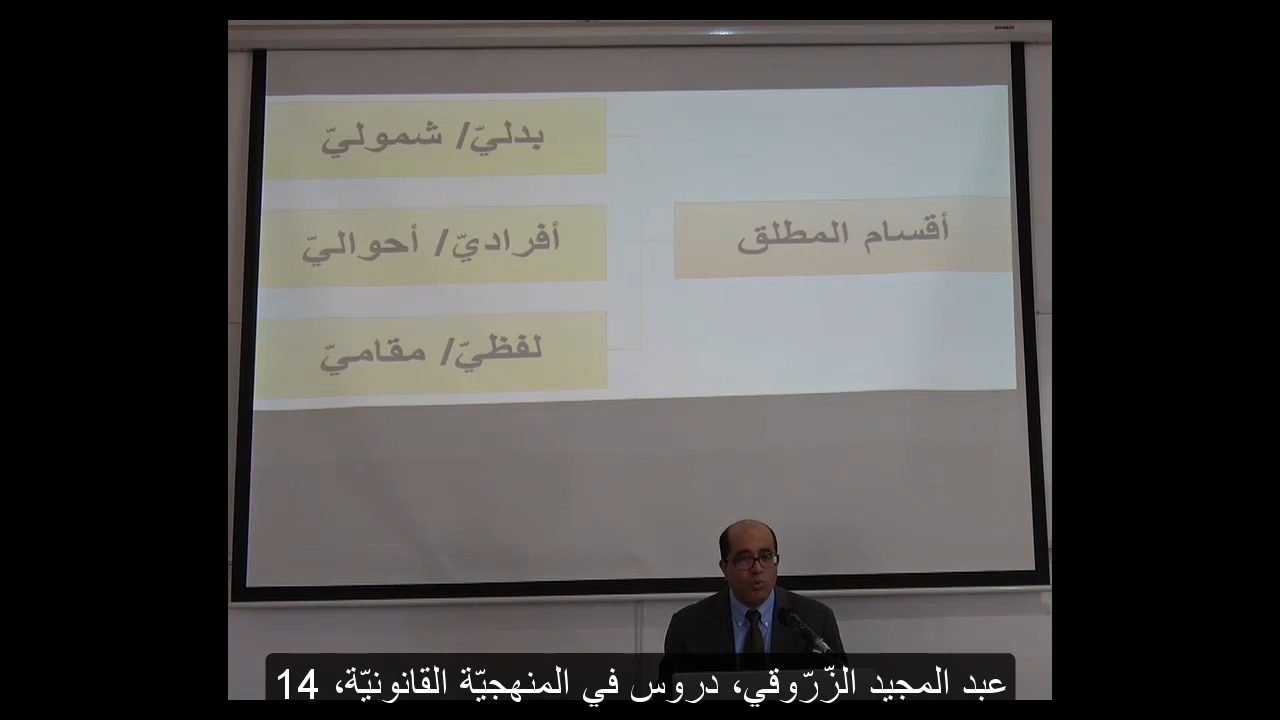 أقسام المطلق
بدليّ/ شموليّ
أفراديّ/ أحواليّ
لفظيّ/ مقاميّ
عبد المجيد الزّرّوقي، دروس في المنهجيّة القانونيّة، 14